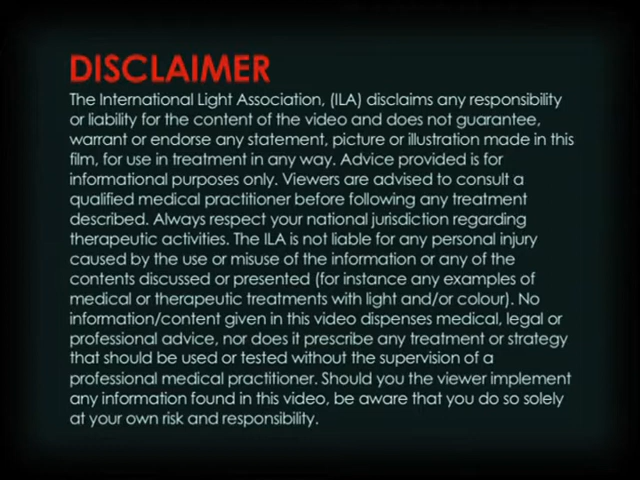 DISCLAIMER
The International Light Association, (ILA) disclaims any responsibility
or liability for the content of the video and does not guarantee,
warrant or endorse any statement, picture or illustration made in this
film, for use in treatment in any way. Advice provided is for
informational purposes only. Viewers are advised to consult a
qualified medical practitioner before following any treatment
described. Always respect your national jurisdiction regarding
therapeutic activities. The ILA is not liable for any personal injury
caused by the use or misuse of the information or any of the
contents discussed or presented (for instance any examples of
medical or therapeutic treatments with light and/or colour). No
information/content given in this video dispenses medical, legal or
professional advice, nor does it prescribe any treatment or strategy
that should be used or tested without the supervision of a
professional medical practitioner. Should you the viewer implement
any information found in this video, be aware that you do so solely
at your own risk and responsibility.